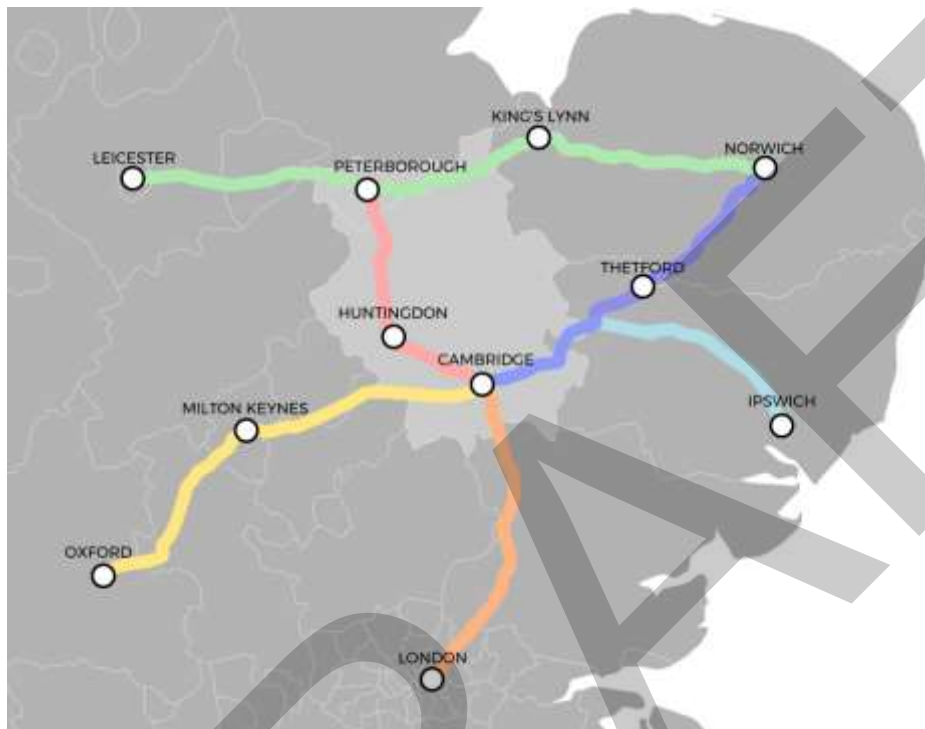 KING'S LYNN
LEICESTER
PETERBOROUGH
NORWICH
THETFORD
HUNTINGDON
CAMBRIDGE
MILTON KEYNES
IPSWICH
OXFORD
LONDON